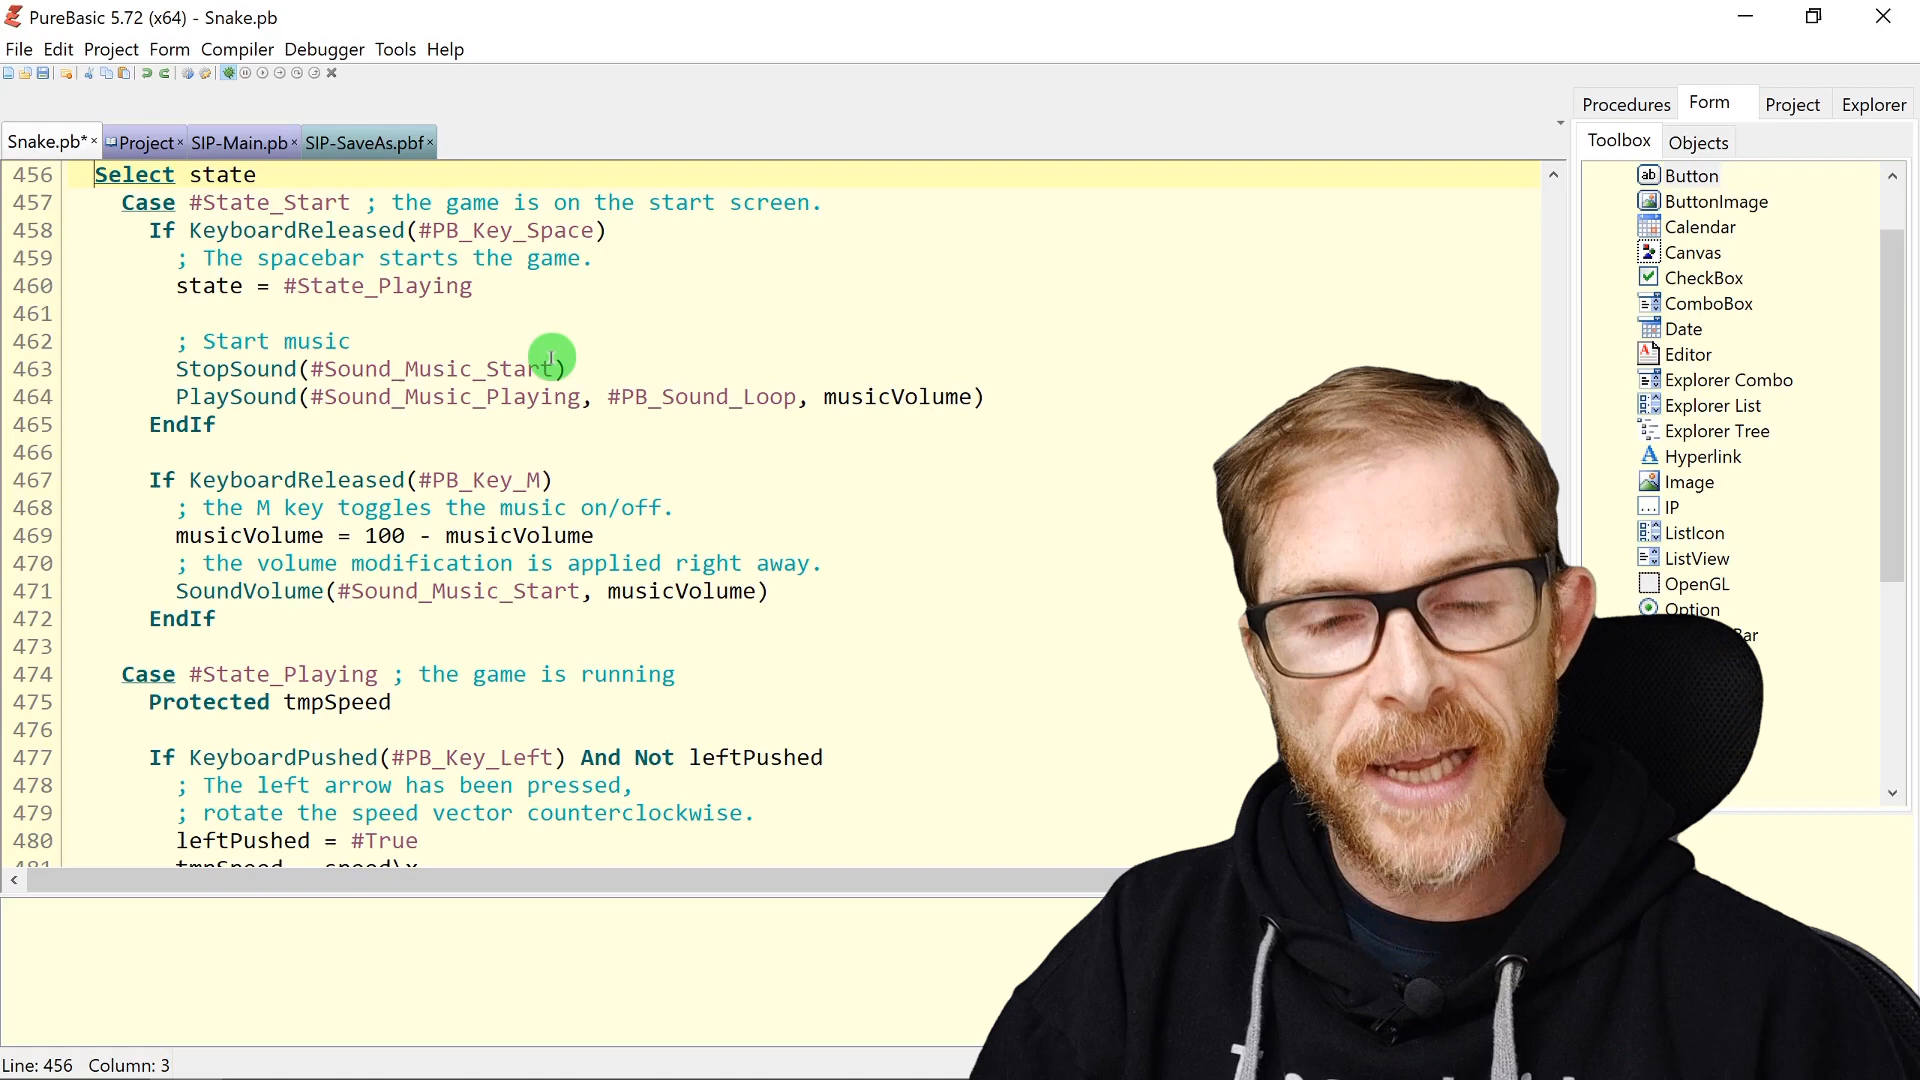 PureBasic 5.72 (x64) - Snake.pb
File Edit Project Form Compiler Debugger Tools Help
Procedures Form Project Explorer
Snake.pb* Project SIP-Main.pb SIP-SaveAs.pbf
Toolbox Objects
456 Select state
457 Case #State_Start ; the game is on the start screen.
458 If KeyboardReleased(#PB_Key_Space)
459 ; The spacebar starts the game.
460 state = #State_Playing
461
462 ; Start music
463 StopSound(#Sound_Music_Start)
464 PlaySound(#Sound_Music_Playing, #PB_Sound_Loop, musicVolume)
465 EndIf
466
467 If KeyboardReleased(#PB_Key_M)
468 ; the M key toggles the music on/off.
469 musicVolume = 100 - musicVolume
470 ; the volume modification is applied right away.
471 SoundVolume(#Sound_Music_Start, musicVolume)
472 EndIf
473
474 Case #State_Playing ; the game is running
475 Protected tmpSpeed
476
477 If KeyboardPushed(#PB_Key_Left) And Not leftPushed
478 ; The left arrow has been pressed,
479 ; rotate the speed vector counterclockwise.
480 leftPushed = #True
481 tmpSpeed = speed\x
Button
ButtonImage
Calendar
Canvas
CheckBox
ComboBox
Date
Editor
Explorer Combo
Explorer List
Explorer Tree
Hyperlink
Image
IP
ListIcon
ListView
OpenGL
Option
Line: 456 Column: 3